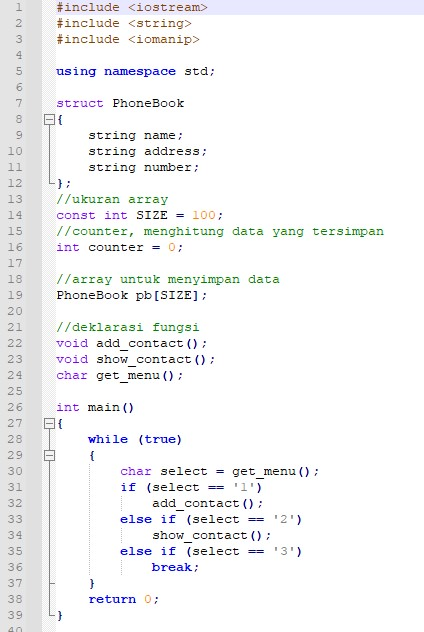 1 #include <iostream>
2 #include <string>
3 #include <iomanip>
4
5 using namespace std;
6
7 struct PhoneBook
8 {
9 string name;
10 string address;
11 string number;
12 };
13 //ukuran array
14 const int SIZE = 100;
15 //counter, menghitung data yang tersimpan
16 int counter = 0;
17
18 //array untuk menyimpan data
19 PhoneBook pb[SIZE];
20
21 //deklarasi fungsi
22 void add_contact();
23 void show_contact();
24 char get_menu();
25
26 int main()
27 {
28 while (true)
29 {
30 char select = get_menu();
31 if (select == '1')
32 add_contact();
33 else if (select == '2')
34 show_contact();
35 else if (select == '3')
36 break;
37 }
38 return 0;
39 }
40